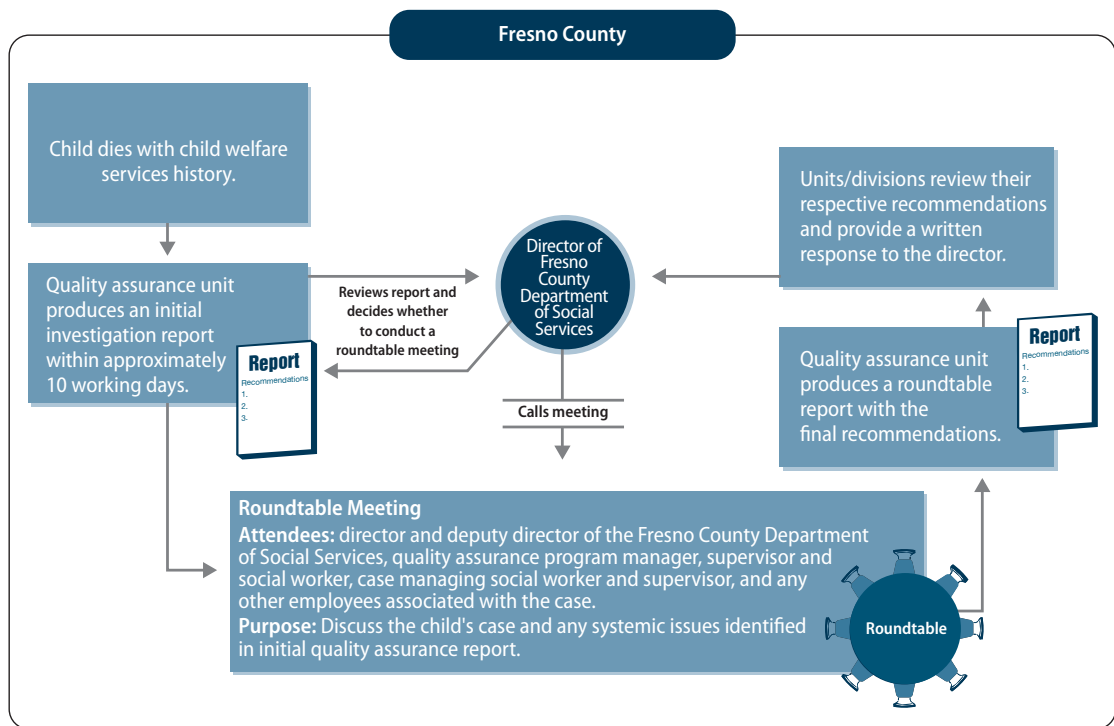 Fresno County
Child dies with child welfare
services history.
Quality assurance unit
produces an initial
investigation report
within approximately
10 working days.
Report
Recommendations
1.
2.
3.
Reviews report and
decides whether
to conduct a
roundtable meeting
Director of
Fresno
County
Department
of Social
Services
Calls meeting
Roundtable Meeting
Attendees: director and deputy director of the Fresno County Department
of Social Services, quality assurance program manager, supervisor and
social worker, case managing social worker and supervisor, and any
other employees associated with the case.
Purpose: Discuss the child's case and any systemic issues identified
in initial quality assurance report.
Roundtable
Quality assurance unit
produces a roundtable
report with the
final recommendations.
Report
Recommendations
1.
2.
3.
Units/divisions review their
respective recommendations
and provide a written
response to the director.